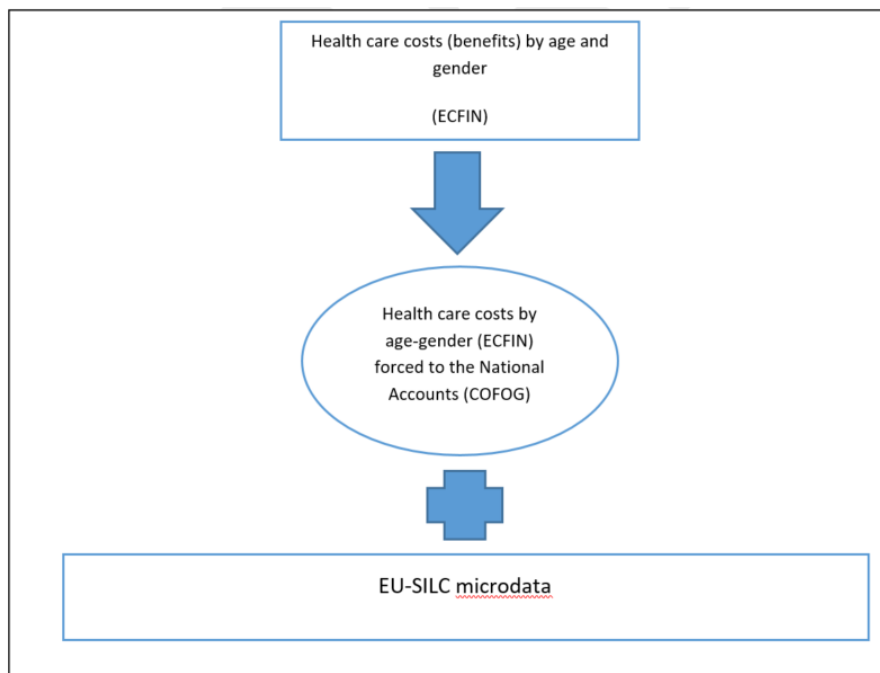 Health care costs (benefits) by age and
gender
(ECFIN)
Health care costs by
age-gender (ECFIN)
forced to the National
Accounts (COFOG)
EU-SILC microdata